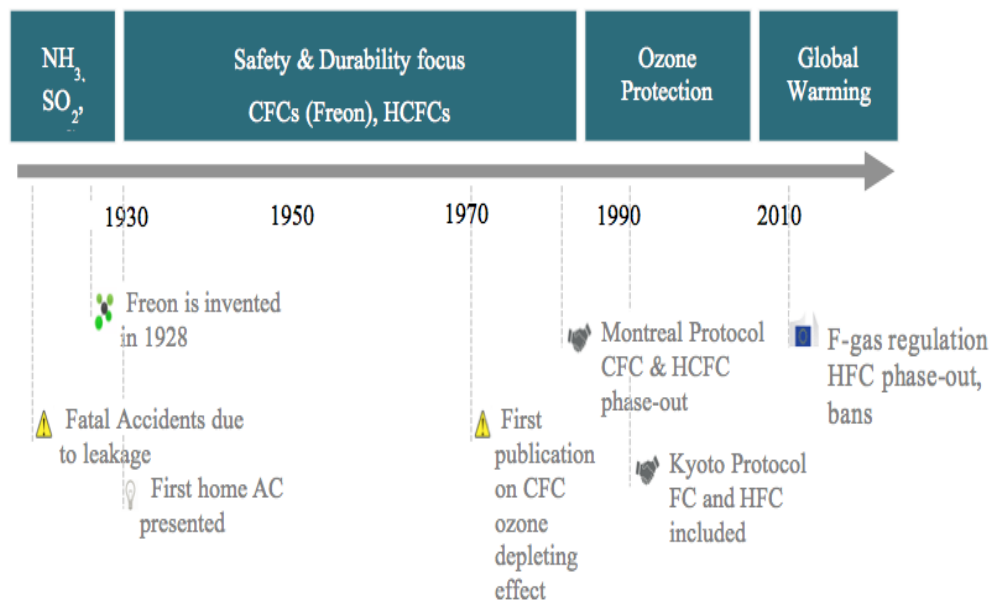 NH3,
SO2,
Safety & Durability focus
CFCs (Freon), HCFCs
Ozone
Protection
Global
Warming
1930
1950
1970
1990
2010
Freon is invented
in 1928
Fatal Accidents due
to leakage
First home AC
presented
First
publication
on CFC
ozone
depleting
effect
Montreal Protocol
CFC & HCFC
phase-out
Kyoto Protocol
FC and HFC
included
F-gas regulation
HFC phase-out,
bans